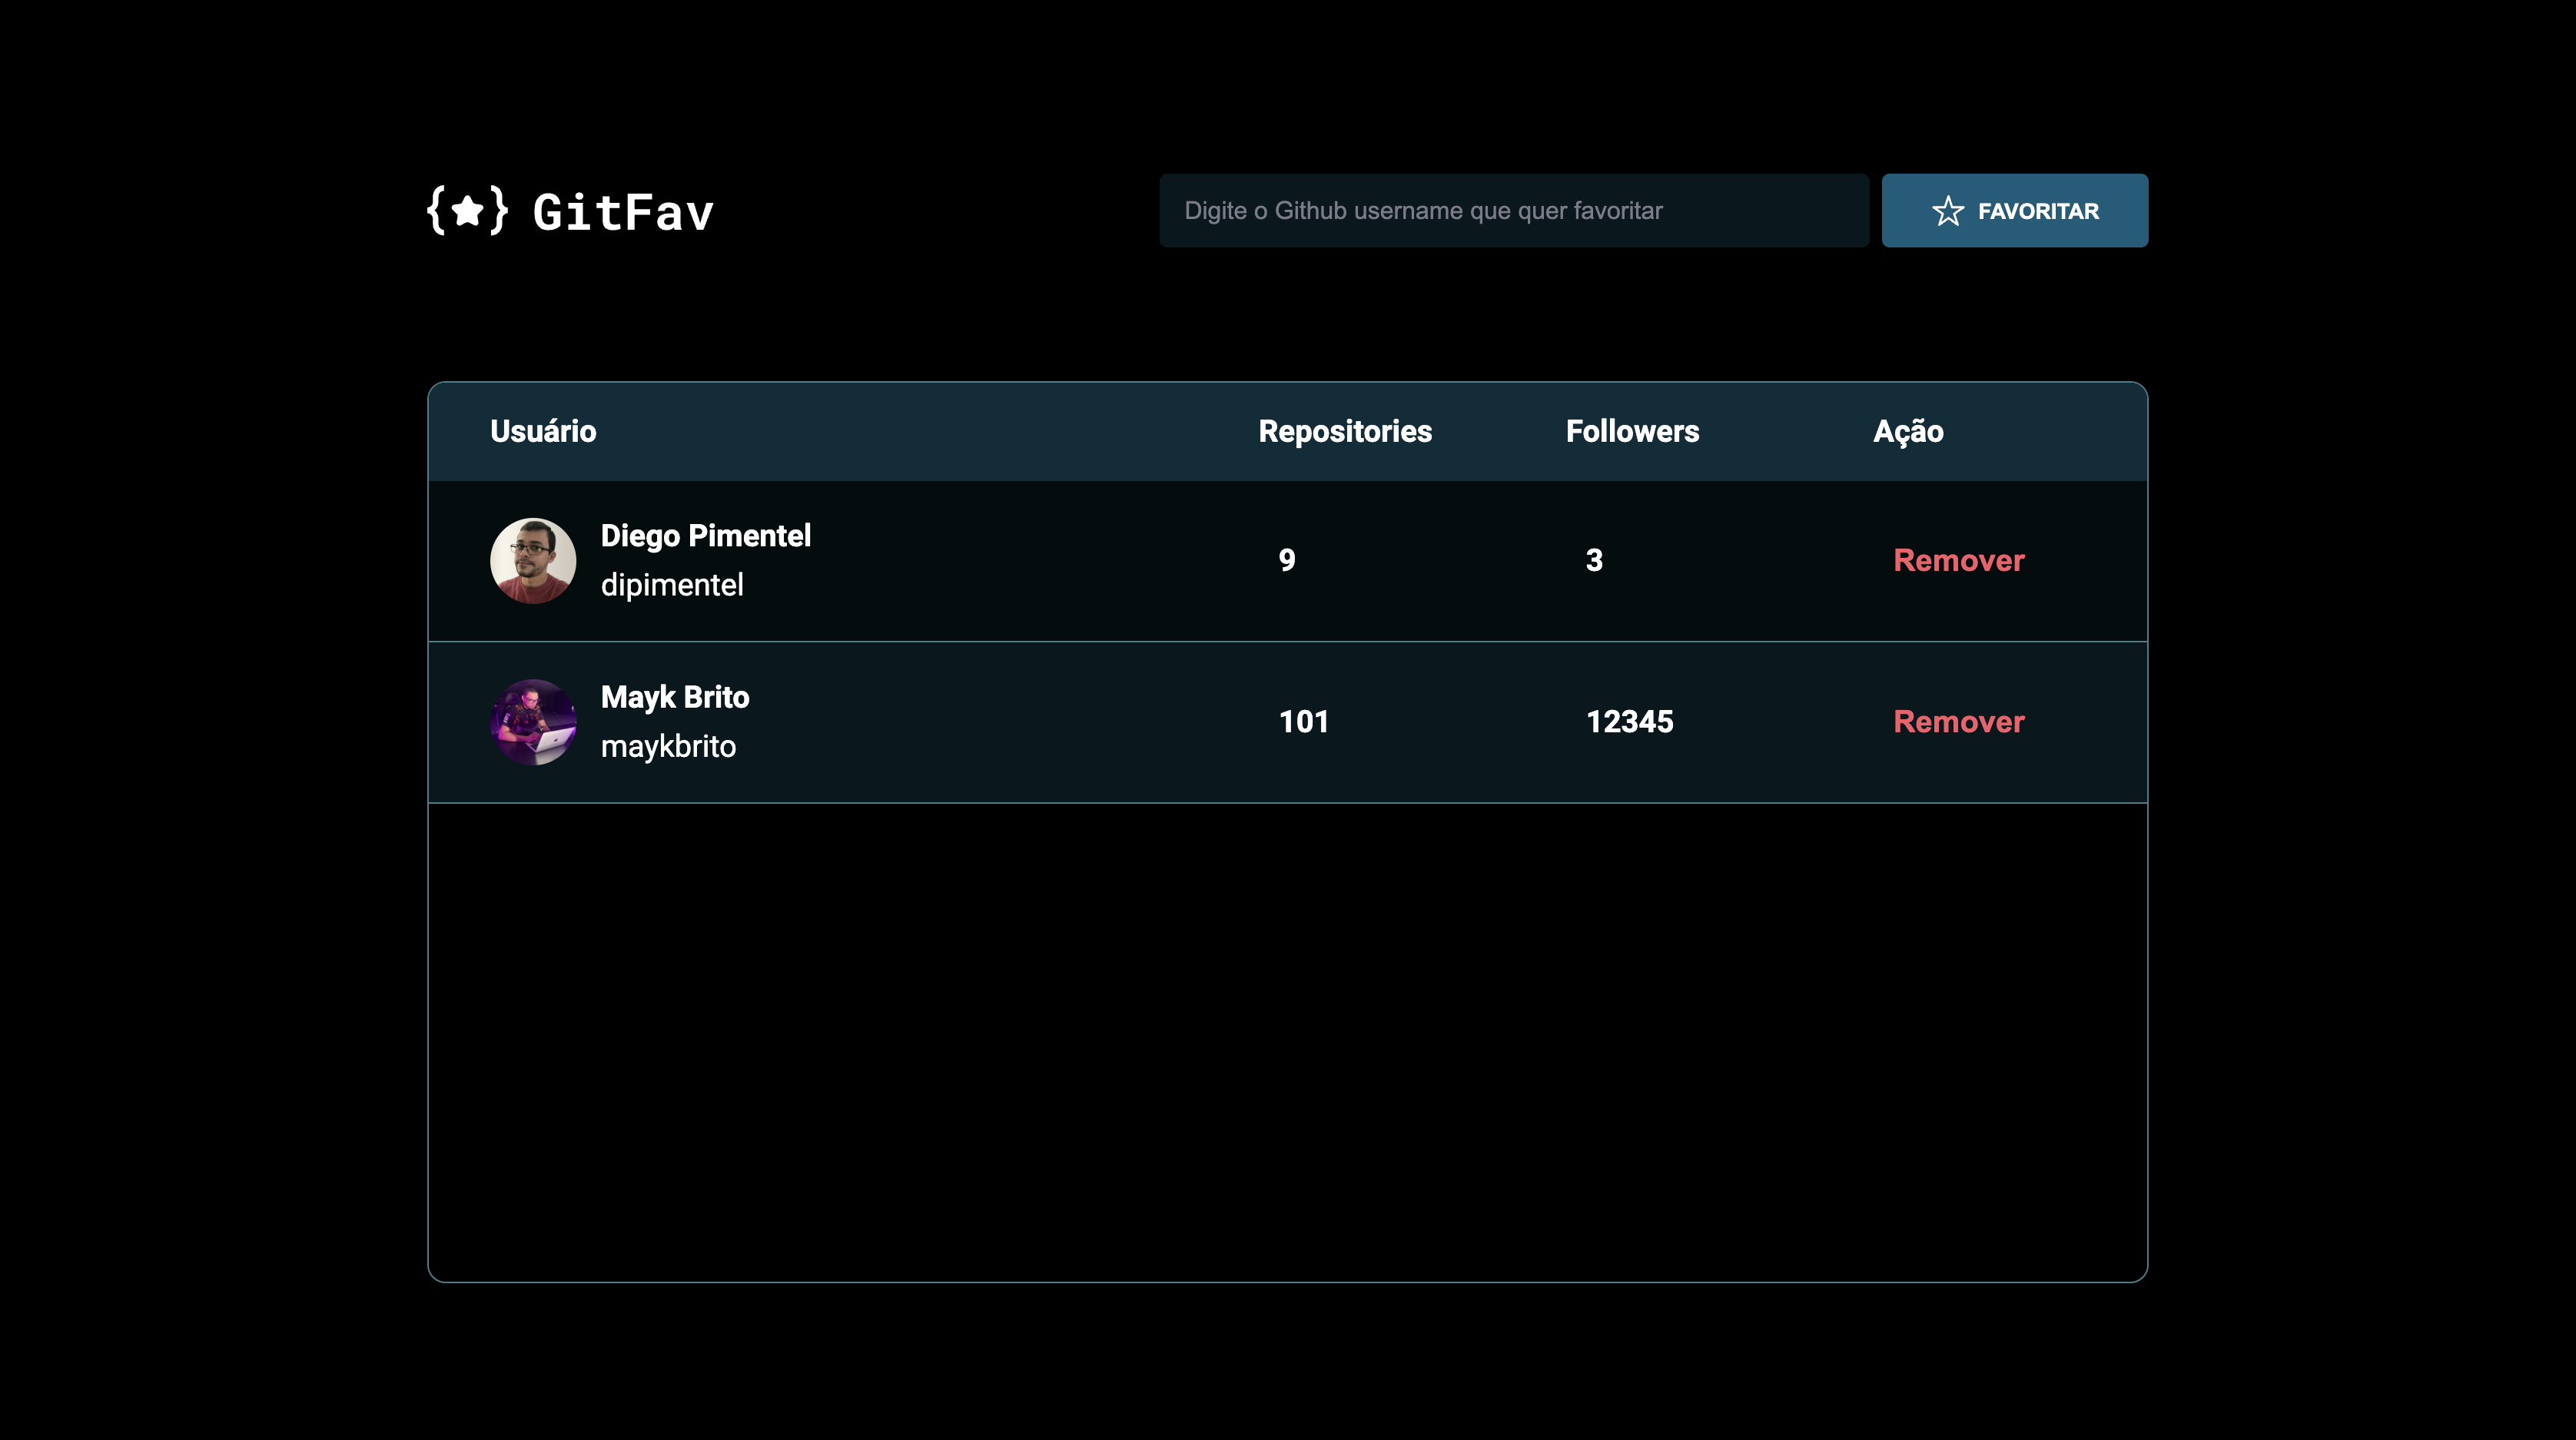 {★} GitFav
Digite o Github username que quer favoritar
FAVORITAR
Usuário Repositories Followers Ação
Diego Pimentel
dipimentel
9 3 Remover
Mayk Brito
maykbrito
101 12345 Remover